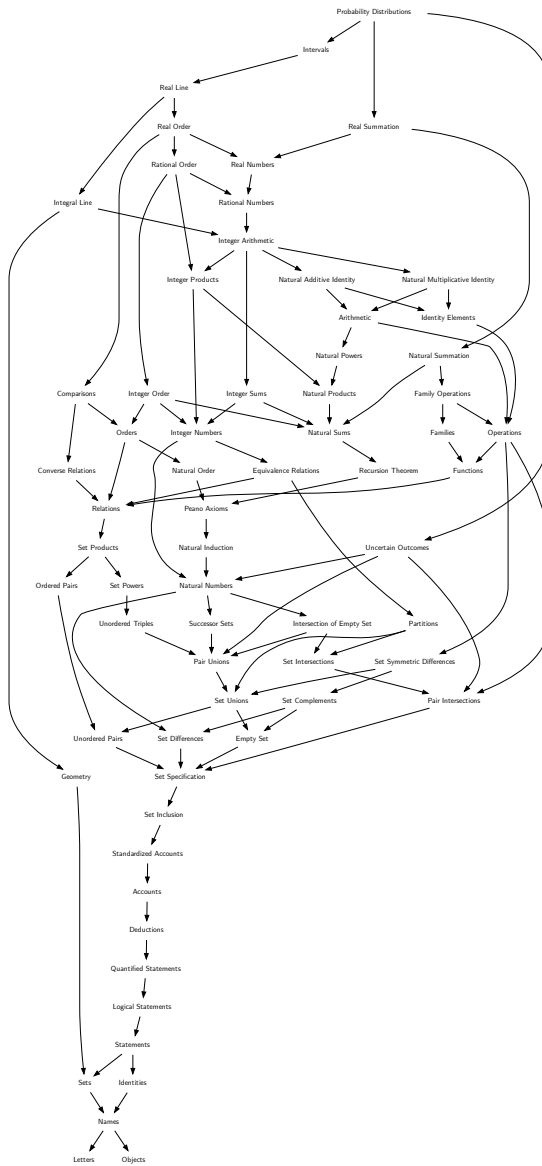 Probability Distributions
Intervals
Real Line
Real Order
Real Summation
Rational Order
Real Numbers
Integral Line
Rational Numbers
Integer Arithmetic
Integer Products
Natural Additive Identity
Natural Multiplicative Identity
Arithmetic
Identity Elements
Natural Powers
Natural Summation
Comparisons
Integer Order
Integer Sums
Natural Products
Family Operations
Orders
Integer Numbers
Natural Sums
Families
Operations
Converse Relations
Natural Order
Equivalence Relations
Recursion Theorem
Functions
Relations
Peano Axioms
Set Products
Natural Induction
Uncertain Outcomes
Ordered Pairs
Set Powers
Natural Numbers
Unordered Triples
Successor Sets
Intersection of Empty Set
Partitions
Pair Unions
Set Intersections
Set Symmetric Differences
Set Unions
Set Complements
Pair Intersections
Unordered Pairs
Set Differences
Empty Set
Geometry
Set Specification
Set Inclusion
Standardized Accounts
Accounts
Deductions
Quantified Statements
Logical Statements
Statements
Sets
Identities
Names
Letters
Objects